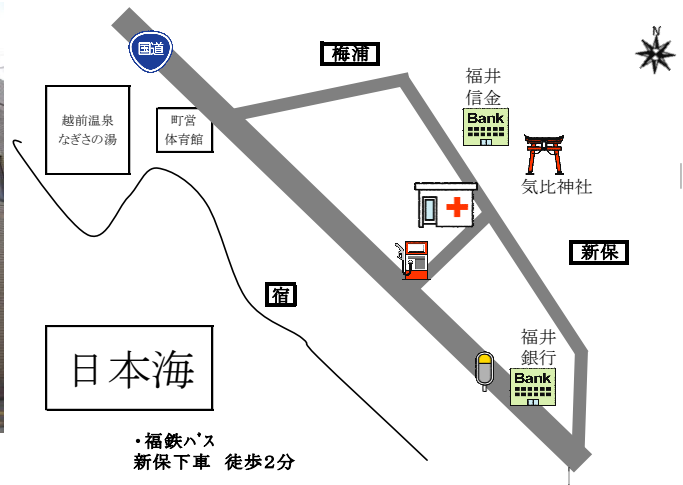 国道
梅浦
N
福井
信金
Bank
越前温泉
なぎさの湯
町営
体育館
気比神社
新保
宿
福井
銀行
Bank
日本海
・福鉄バス
新保下車 徒歩2分